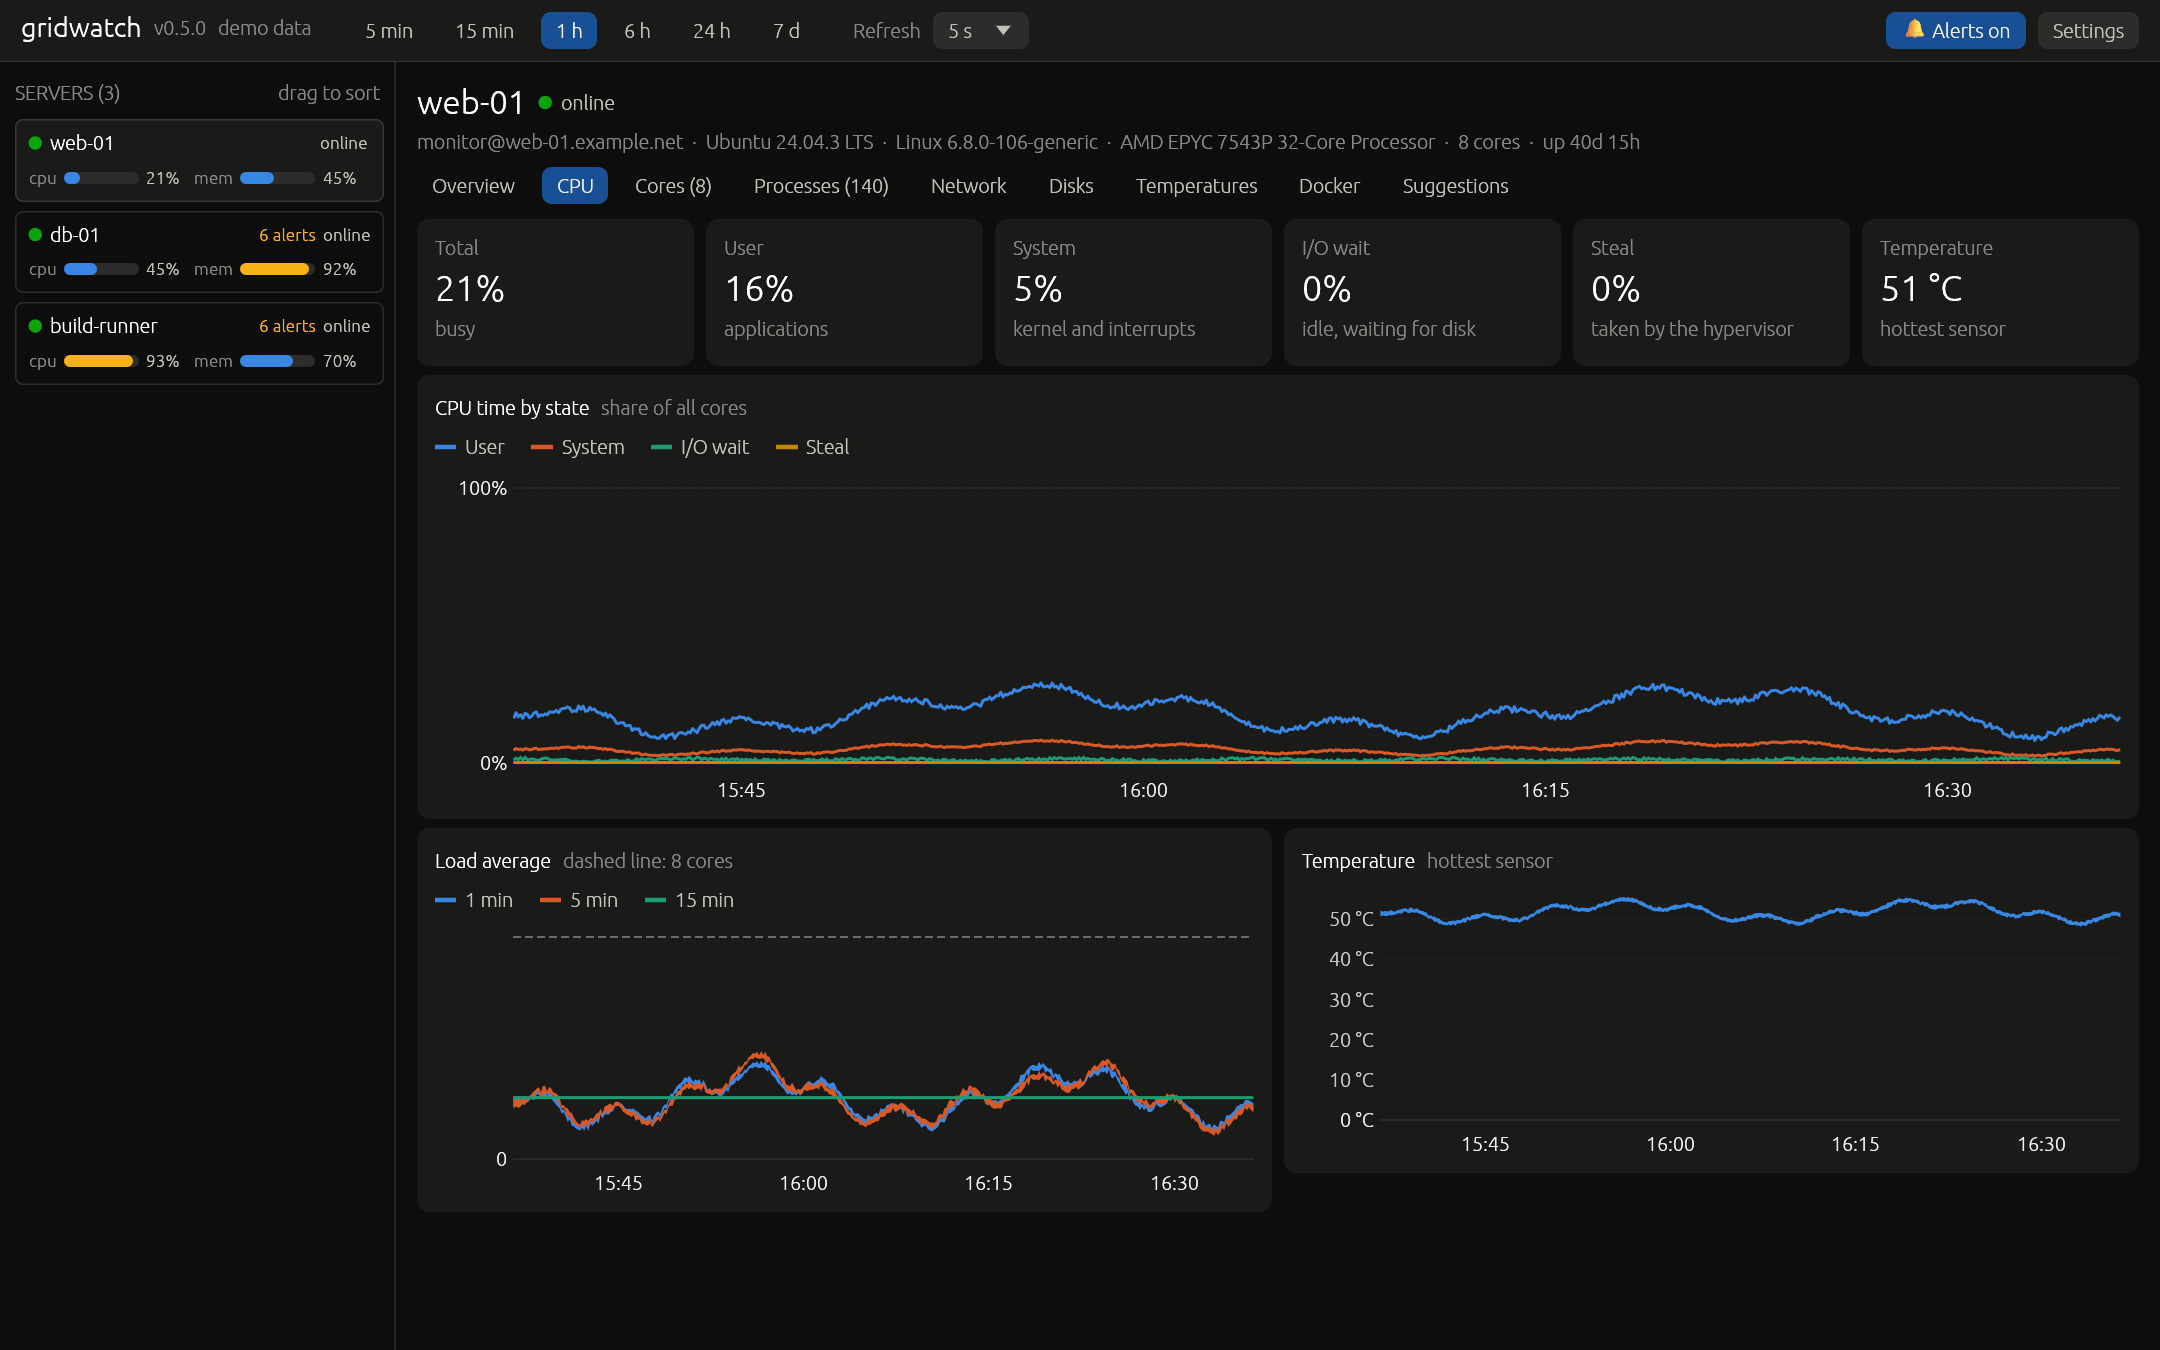 gridwatch v0.5.0 demo data 5 min 15 min 1 h 6 h 24 h 7 d Refresh 5 s Alerts on Settings
SERVERS (3) drag to sort
web-01 online
cpu 21% mem 45%
db-01 6 alerts online
cpu 45% mem 92%
build-runner 6 alerts online
cpu 93% mem 70%
web-01 online
monitor@web-01.example.net · Ubuntu 24.04.3 LTS · Linux 6.8.0-106-generic · AMD EPYC 7543P 32-Core Processor · 8 cores · up 40d 15h
Overview CPU Cores (8) Processes (140) Network Disks Temperatures Docker Suggestions
Total
21%
busy
User
16%
applications
System
5%
kernel and interrupts
I/O wait
0%
idle, waiting for disk
Steal
0%
taken by the hypervisor
Temperature
51 °C
hottest sensor
CPU time by state share of all cores
User System I/O wait Steal
100%
0%
15:45 16:00 16:15 16:30
Load average dashed line: 8 cores
1 min 5 min 15 min
0
15:45 16:00 16:15 16:30
Temperature hottest sensor
50 °C
40 °C
30 °C
20 °C
10 °C
0 °C
15:45 16:00 16:15 16:30